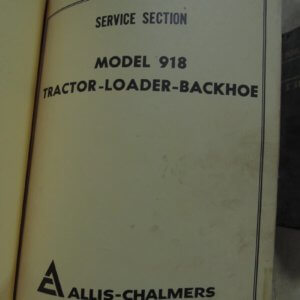 SERVICE SECTION
MODEL 918
TRACTOR-LOADER-BACKHOE
ALLIS-CHALMERS